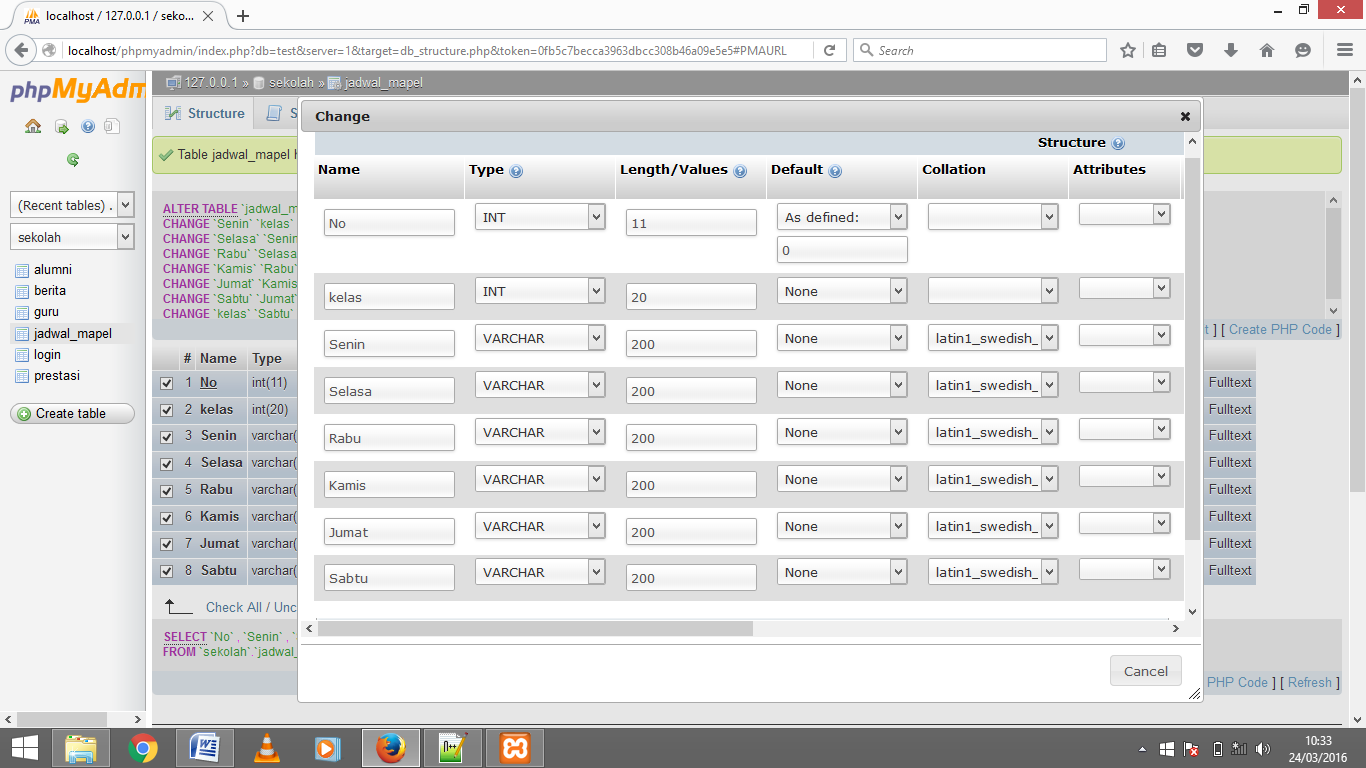 localhost / 127.0.0.1 / seko...
localhost/phpmyadmin/index.php?db=test&server=1&target=db_structure.php&token=0fb5c7becca3963dbcc308b46a09e5e5#PMAURL
Search
phpMyAdm
(Recent tables) .
sekolah
alumni
berita
guru
jadwal_mapel
login
prestasi
Create table
127.0.0.1 » sekolah » jadwal_mapel
Structure S
Table jadwal_mapel h
ALTER TABLE `jadwal_m
CHANGE `Senin` `kelas`
CHANGE `Selasa` `Senin
CHANGE `Rabu` `Selasa
CHANGE `Kamis` `Rabu`
CHANGE `Jumat` `Kamis
CHANGE `Sabtu` `Jumat`
CHANGE `kelas` `Sabtu`
t ] [ Create PHP Code ]
# Name Type
1 No int(11) Fulltext
2 kelas int(20) Fulltext
3 Senin varchar( Fulltext
4 Selasa varchar( Fulltext
5 Rabu varchar( Fulltext
6 Kamis varchar( Fulltext
7 Jumat varchar( Fulltext
8 Sabtu varchar( Fulltext
Check All / Unc
SELECT `No` , `Senin` , `
FROM `sekolah`.`jadwal_
PHP Code ] [ Refresh ]
Change
Structure
Name Type Length/Values Default Collation Attributes
No INT 11 As defined:
0
kelas INT 20 None
Senin VARCHAR 200 None latin1_swedish_
Selasa VARCHAR 200 None latin1_swedish_
Rabu VARCHAR 200 None latin1_swedish_
Kamis VARCHAR 200 None latin1_swedish_
Jumat VARCHAR 200 None latin1_swedish_
Sabtu VARCHAR 200 None latin1_swedish_
Cancel
10:33
24/03/2016